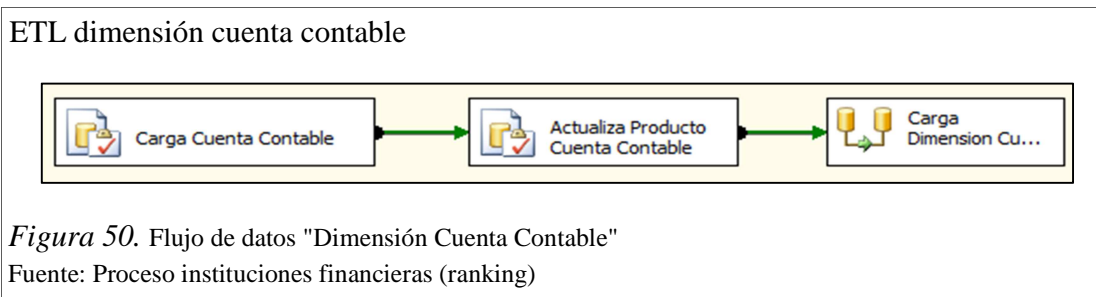 ETL dimensión cuenta contable
Carga Cuenta Contable
Actualiza Producto
Cuenta Contable
Carga
Dimension Cu...
Figura 50. Flujo de datos "Dimensión Cuenta Contable"
Fuente: Proceso instituciones financieras (ranking)